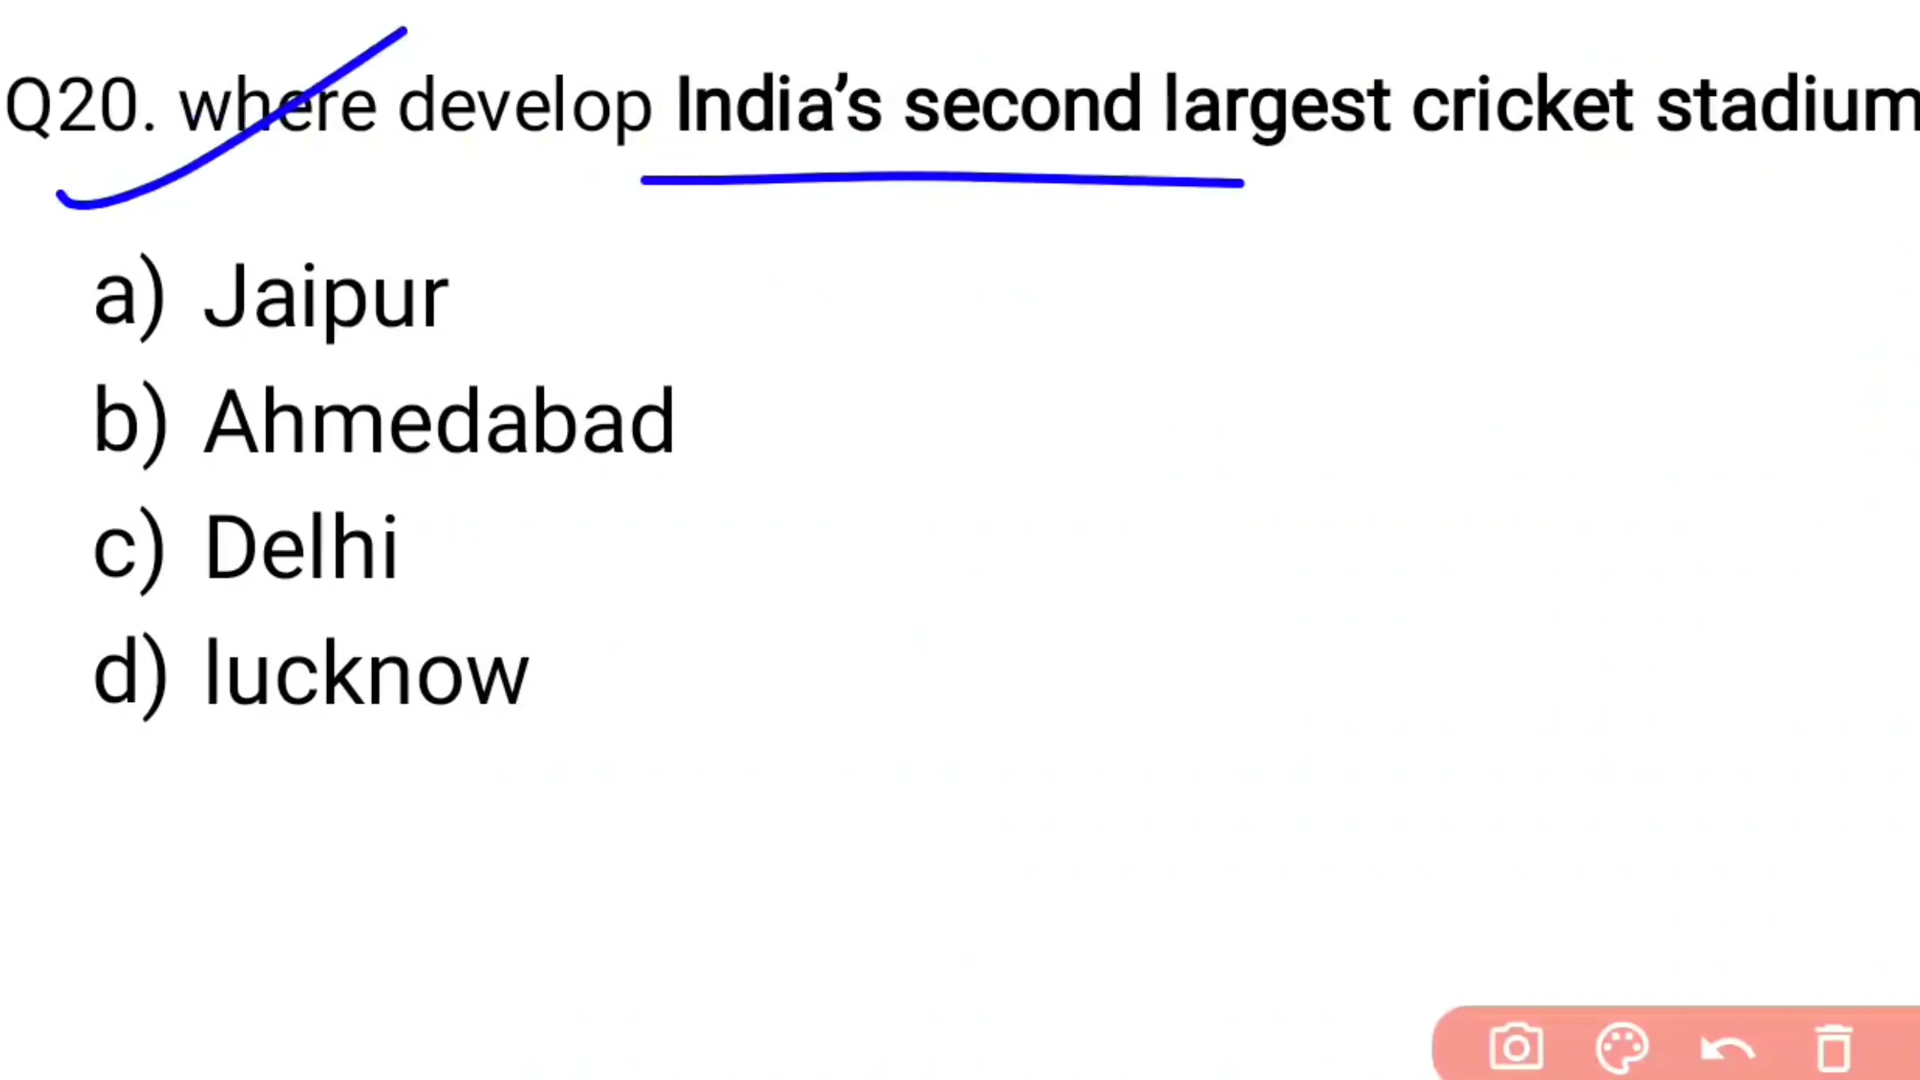 Q20. where develop India's second largest cricket stadium
a) Jaipur
b) Ahmedabad
c) Delhi
d) lucknow